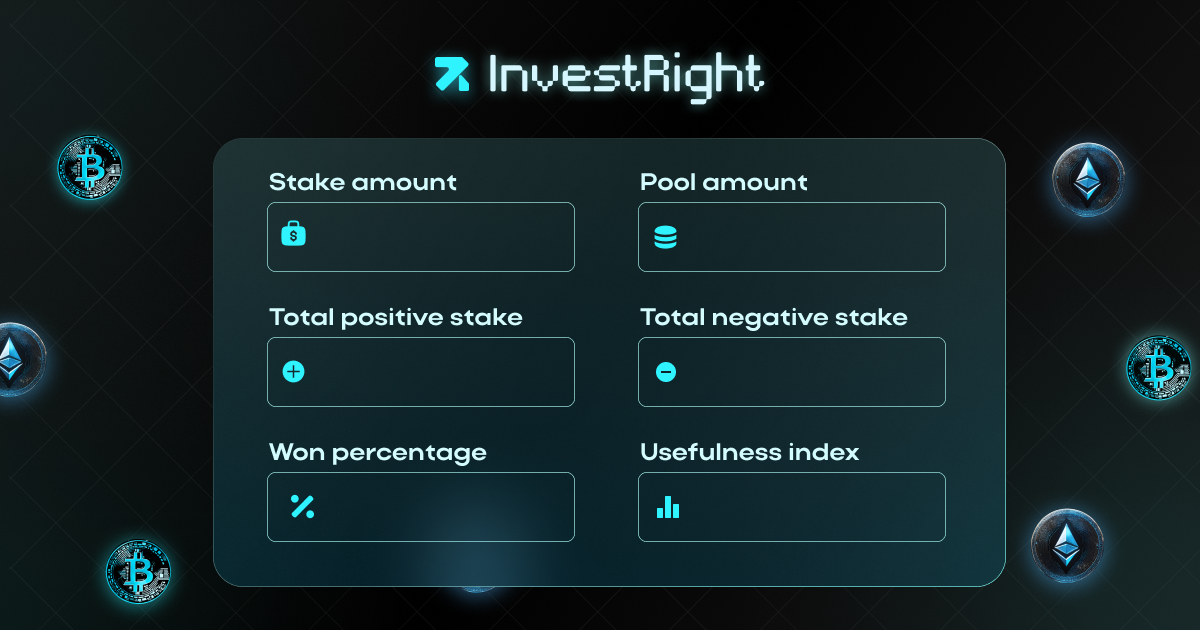 InvestRight
Stake amount
Pool amount
Total positive stake
Total negative stake
Won percentage
Usefulness index